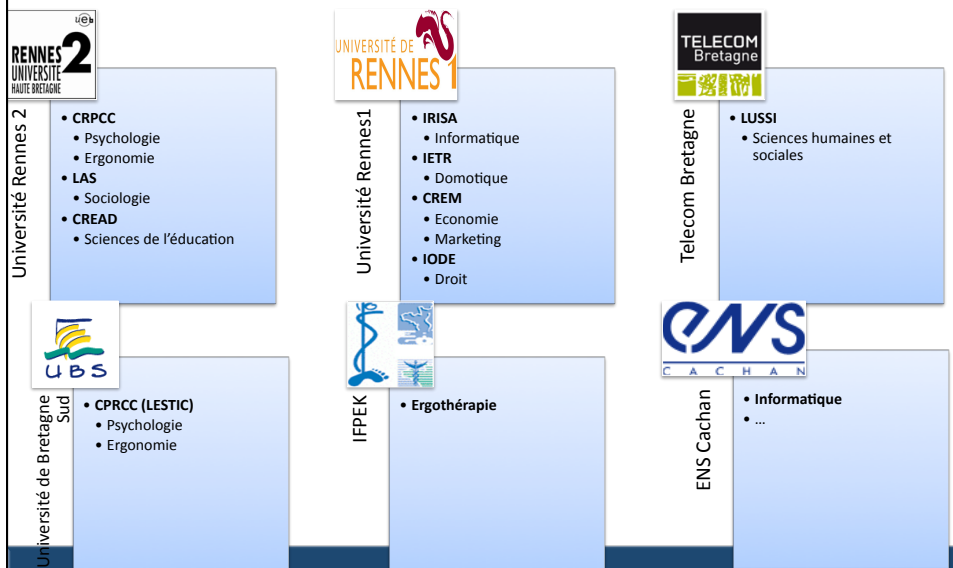 ueb
RENNES 2
UNIVERSITÉ
HAUTE BRETAGNE
Université Rennes 2
• CRPCC
• Psychologie
• Ergonomie
• LAS
• Sociologie
• CREAD
• Sciences de l'éducation
UNIVERSITÉ DE
RENNES 1
Université Rennes1
• IRISA
• Informatique
• IETR
• Domotique
• CREM
• Economie
• Marketing
• IODE
• Droit
TELECOM
Bretagne
Telecom Bretagne
• LUSSI
• Sciences humaines et
sociales
UBS
Université de Bretagne
Sud
• CPRCC (LESTIC)
• Psychologie
• Ergonomie
IFPEK
• Ergothérapie
ENS
CACHAN
ENS Cachan
• Informatique
• ...